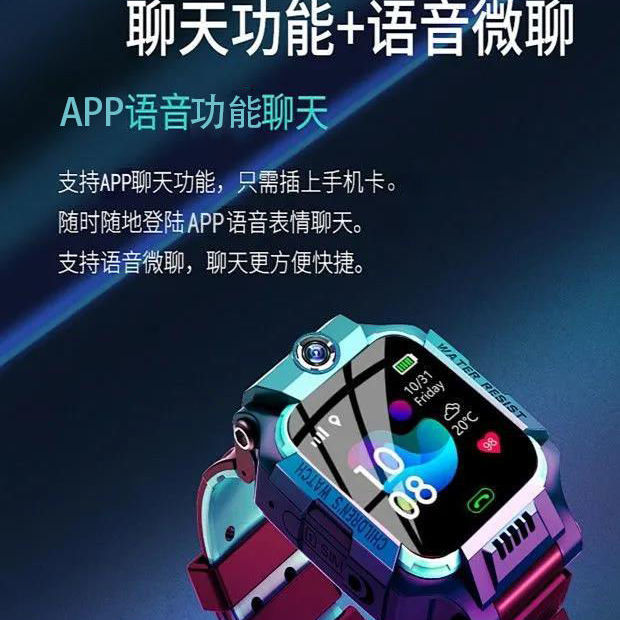 聊天功能+语音微聊
APP语音功能聊天
支持APP聊天功能，只需插上手机卡。
随时随地登陆APP语音表情聊天。
支持语音微聊，聊天更方便快捷。
WATER RESIST
10/31
Friday
20°C
98
10
08
CHILDREN'S WATCH
SIM